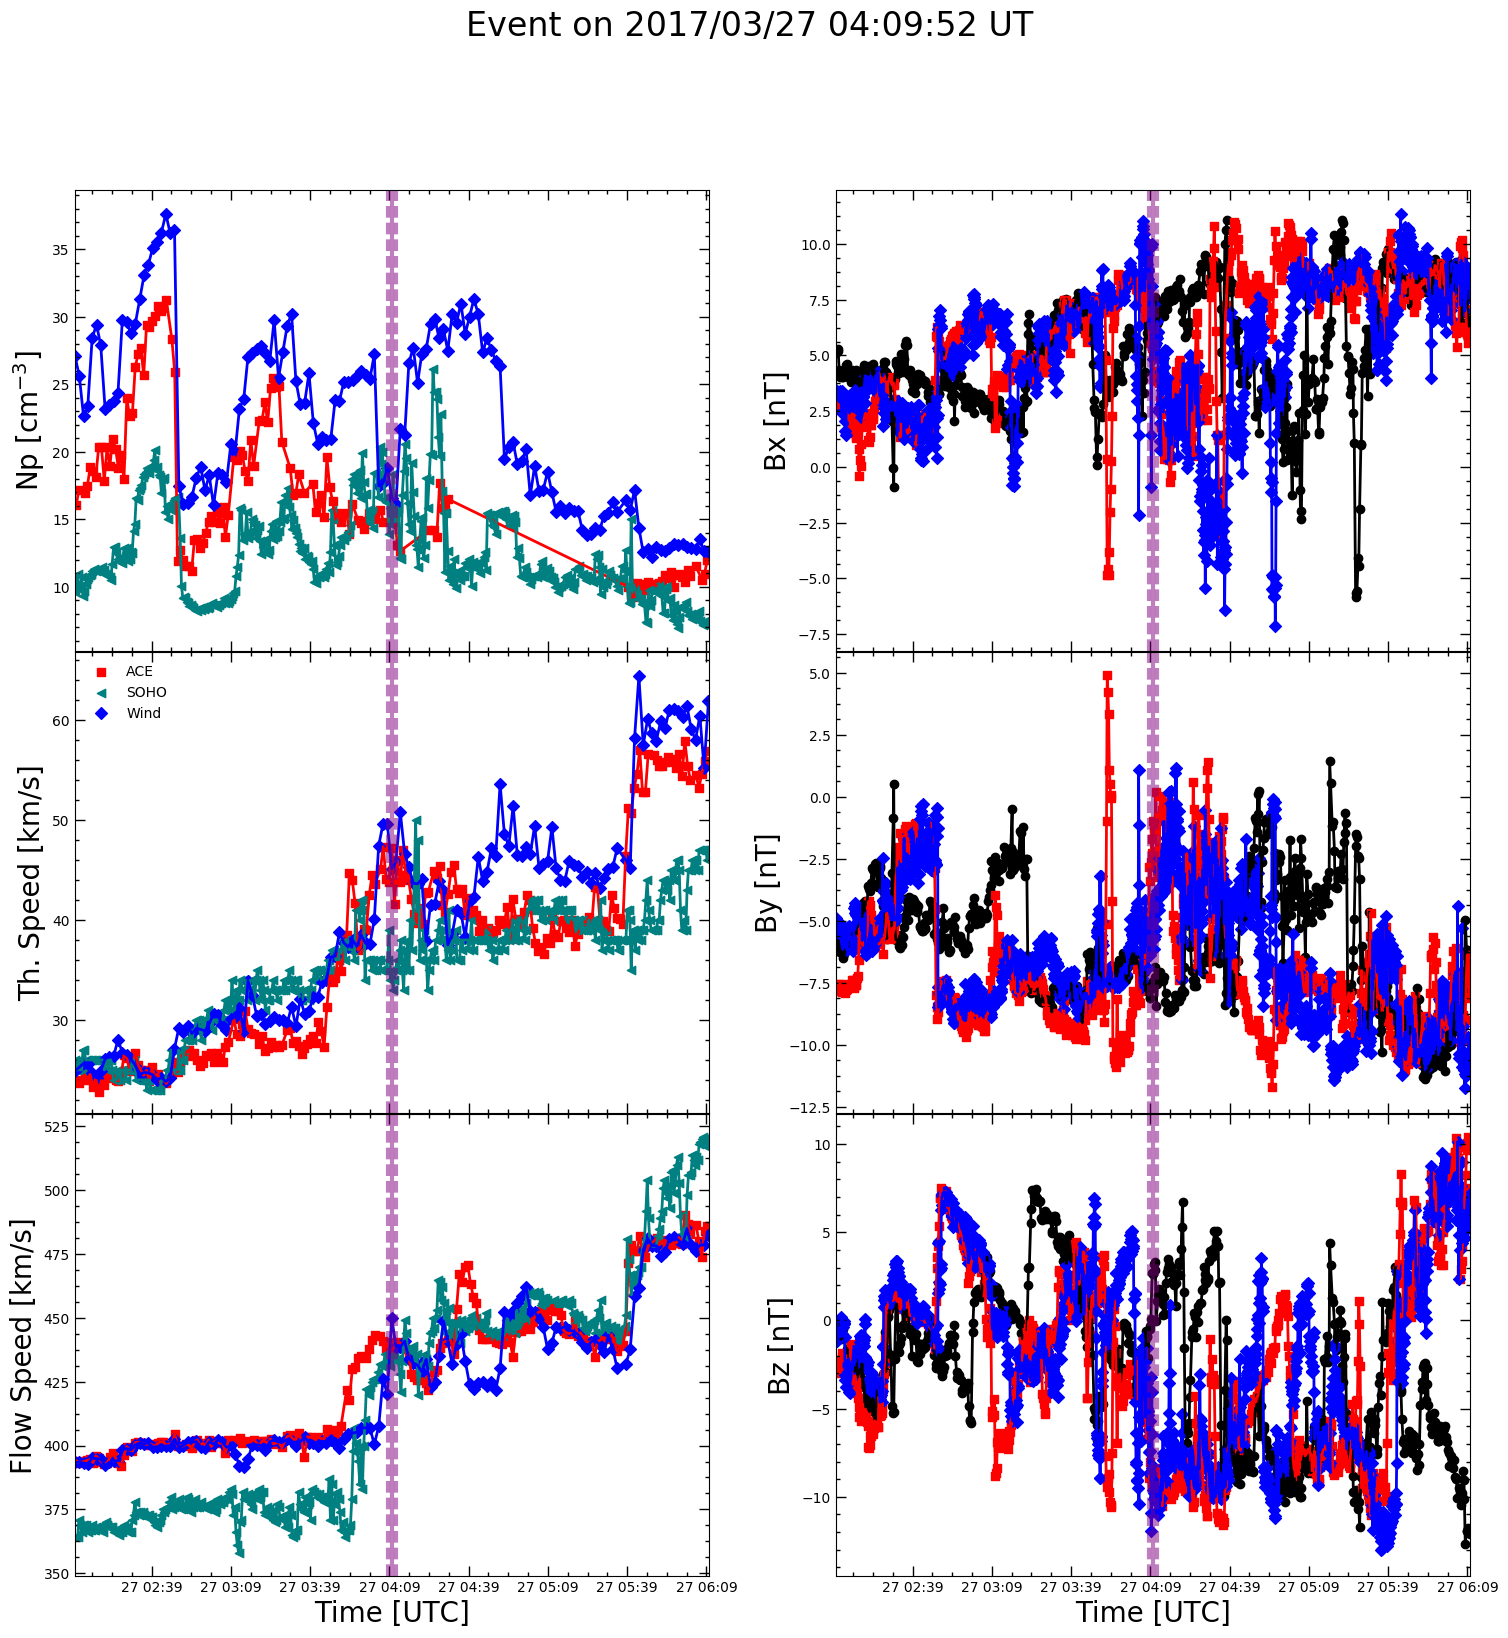 Event on 2017/03/27 04:09:52 UT
Np [cm⁻³]
35
30
25
20
15
10
Th. Speed [km/s]
ACE
SOHO
Wind
60
50
40
30
Flow Speed [km/s]
525
500
475
450
425
400
375
350
27 02:39 27 03:09 27 03:39 27 04:09 27 04:39 27 05:09 27 05:39 27 06:09
Time [UTC]
Bx [nT]
10.0
7.5
5.0
2.5
0.0
−2.5
−5.0
−7.5
By [nT]
5.0
2.5
0.0
−2.5
−5.0
−7.5
−10.0
−12.5
Bz [nT]
10
5
0
−5
−10
27 02:39 27 03:09 27 03:39 27 04:09 27 04:39 27 05:09 27 05:39 27 06:09
Time [UTC]